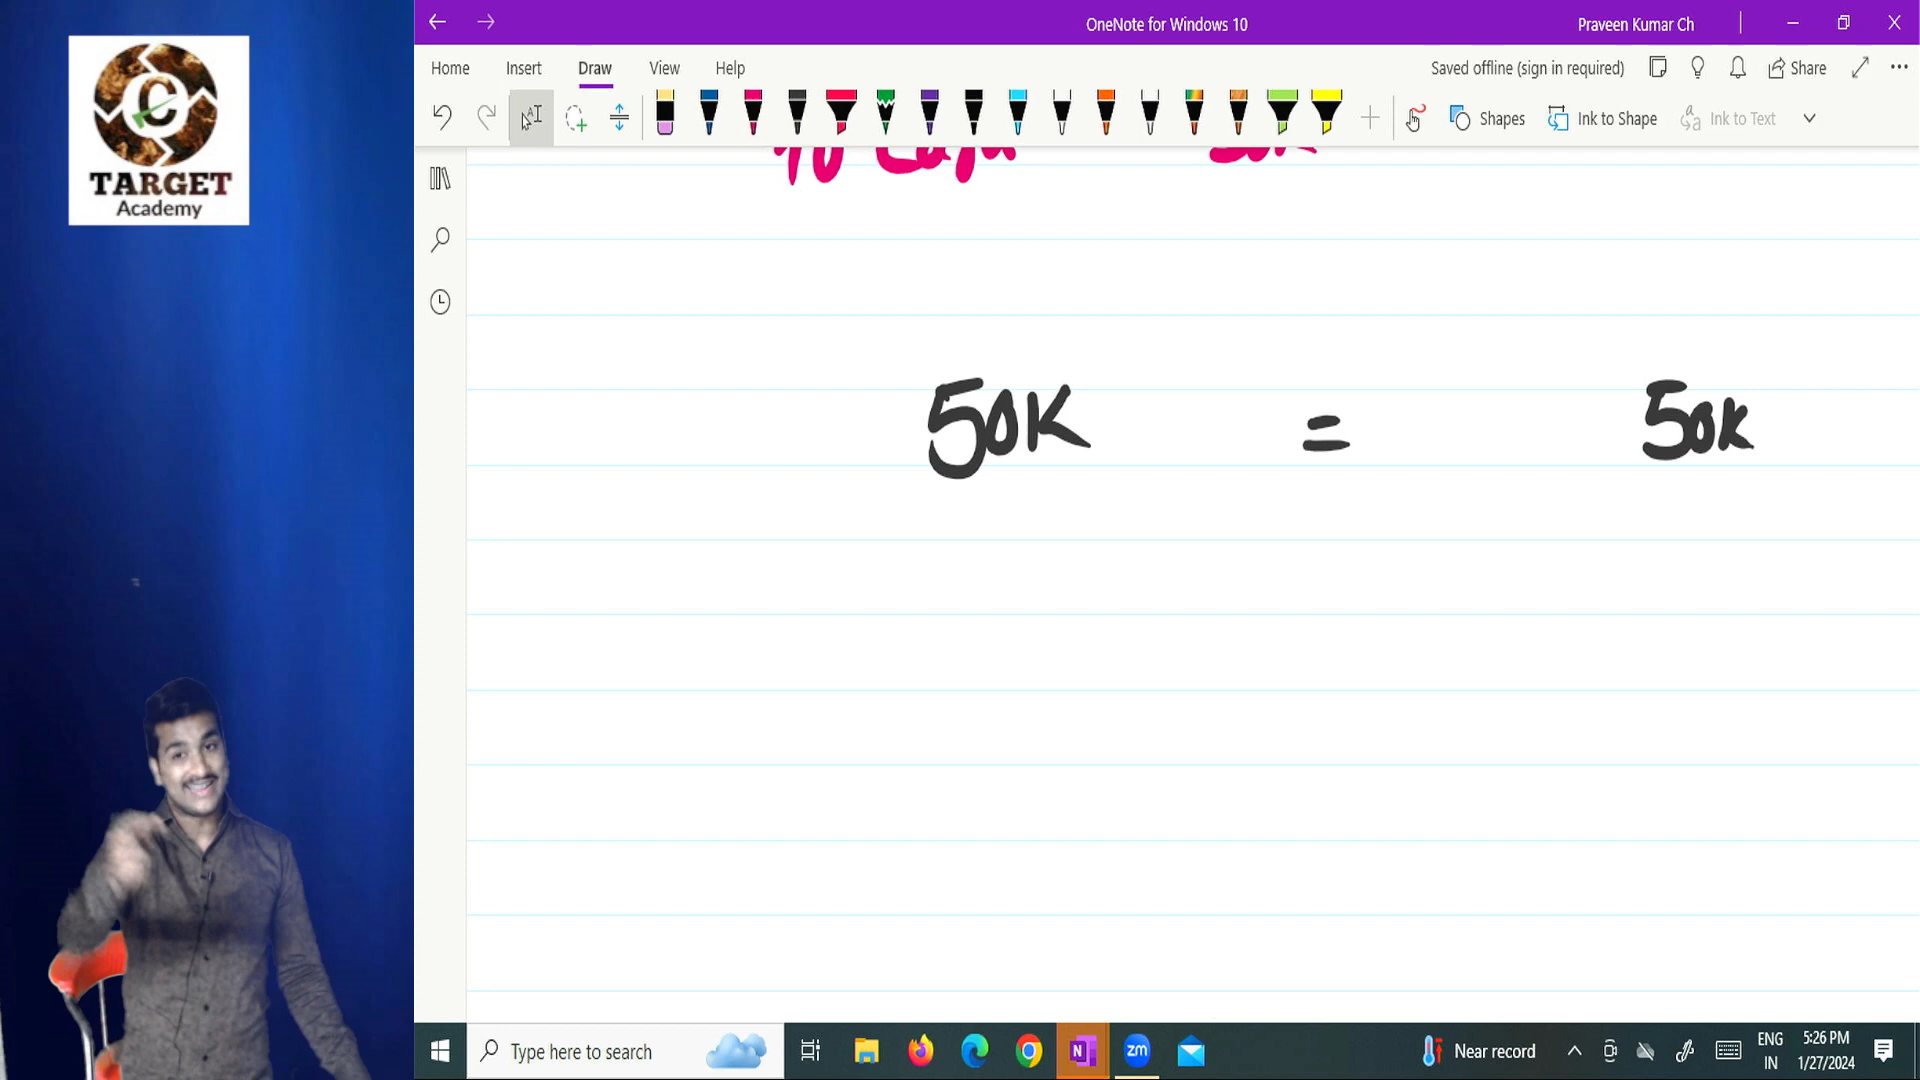 TARGET
Academy
OneNote for Windows 10
Praveen Kumar Ch
Home Insert Draw View Help
Saved offline (sign in required)
Share
Shapes
Ink to Shape
Ink to Text
50K = 50K
Type here to search
Near record
ENG
IN
5:26 PM
1/27/2024